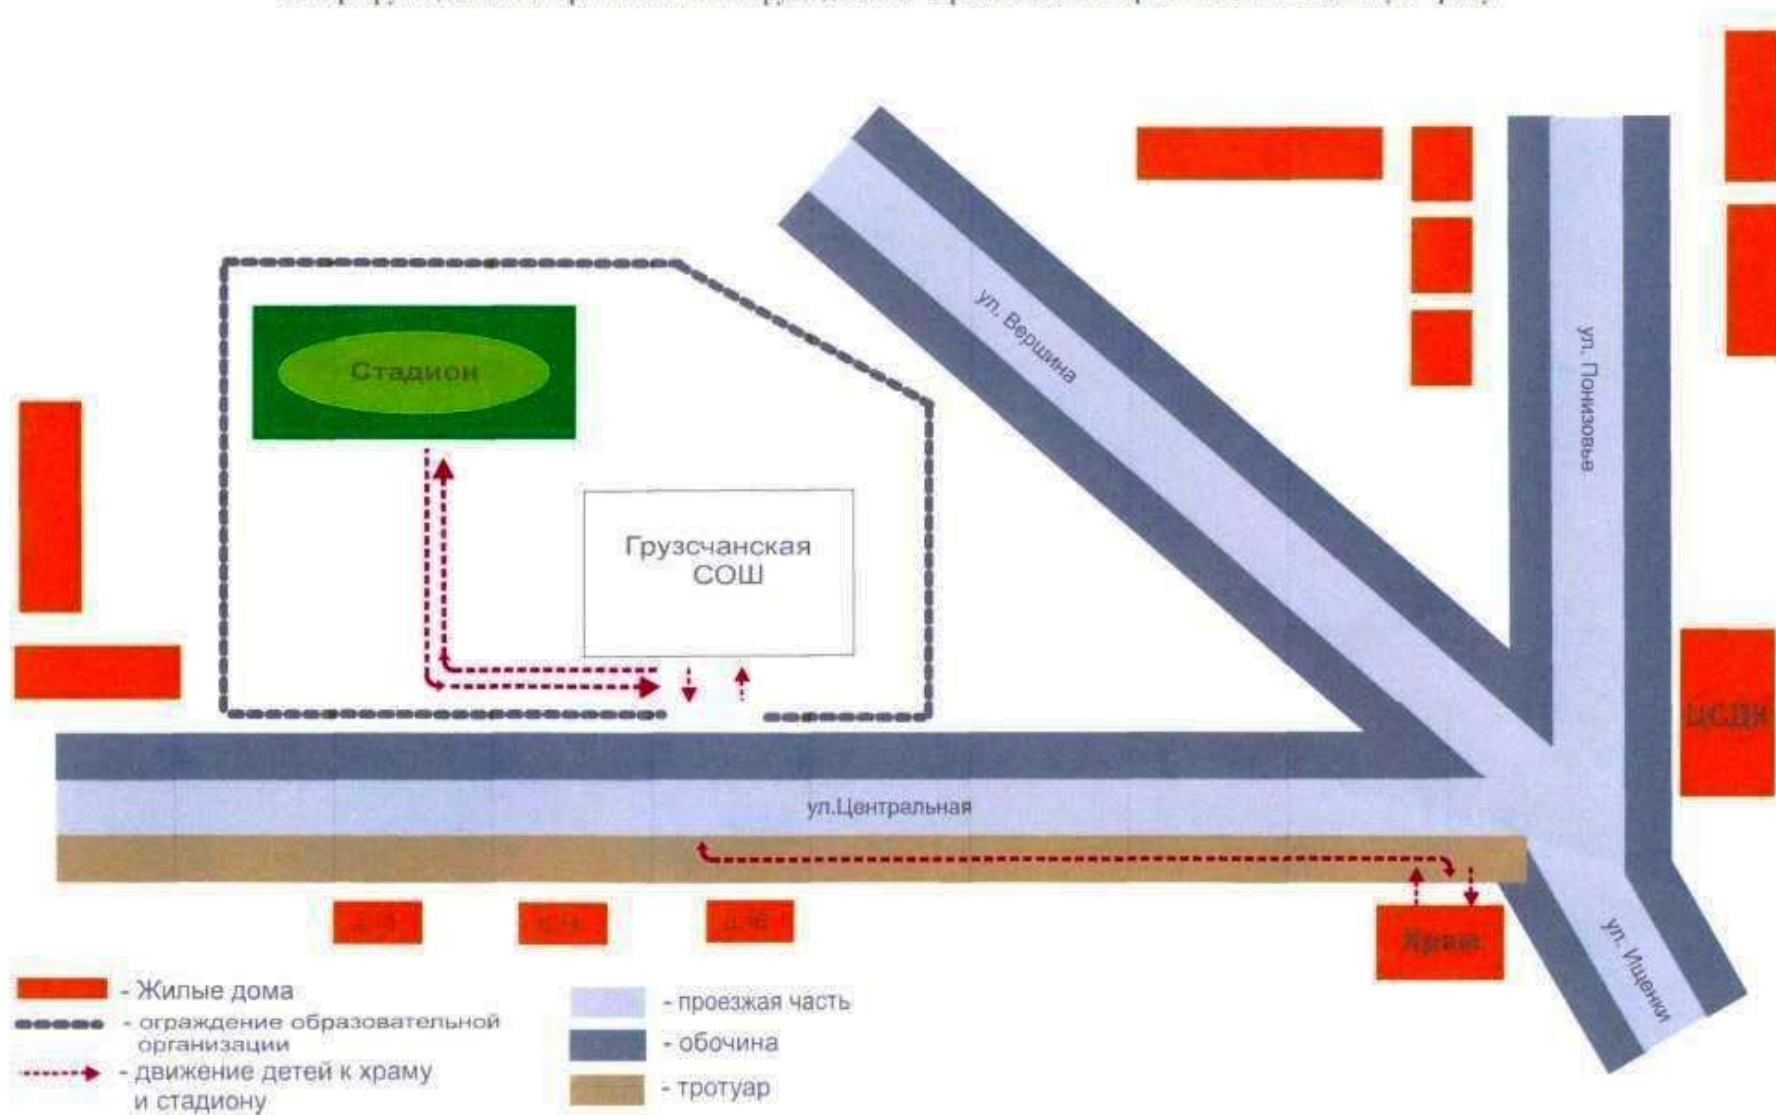 ул. Вершина
ул. Понизовье
Стадион
Грузсчанская
СОШ
ул.Центральная
Храм
ул. Ищенки
- Жилые дома
- ограждение образовательной
организации
- движение детей к храму
и стадиону
- проезжая часть
- обочина
- тротуар